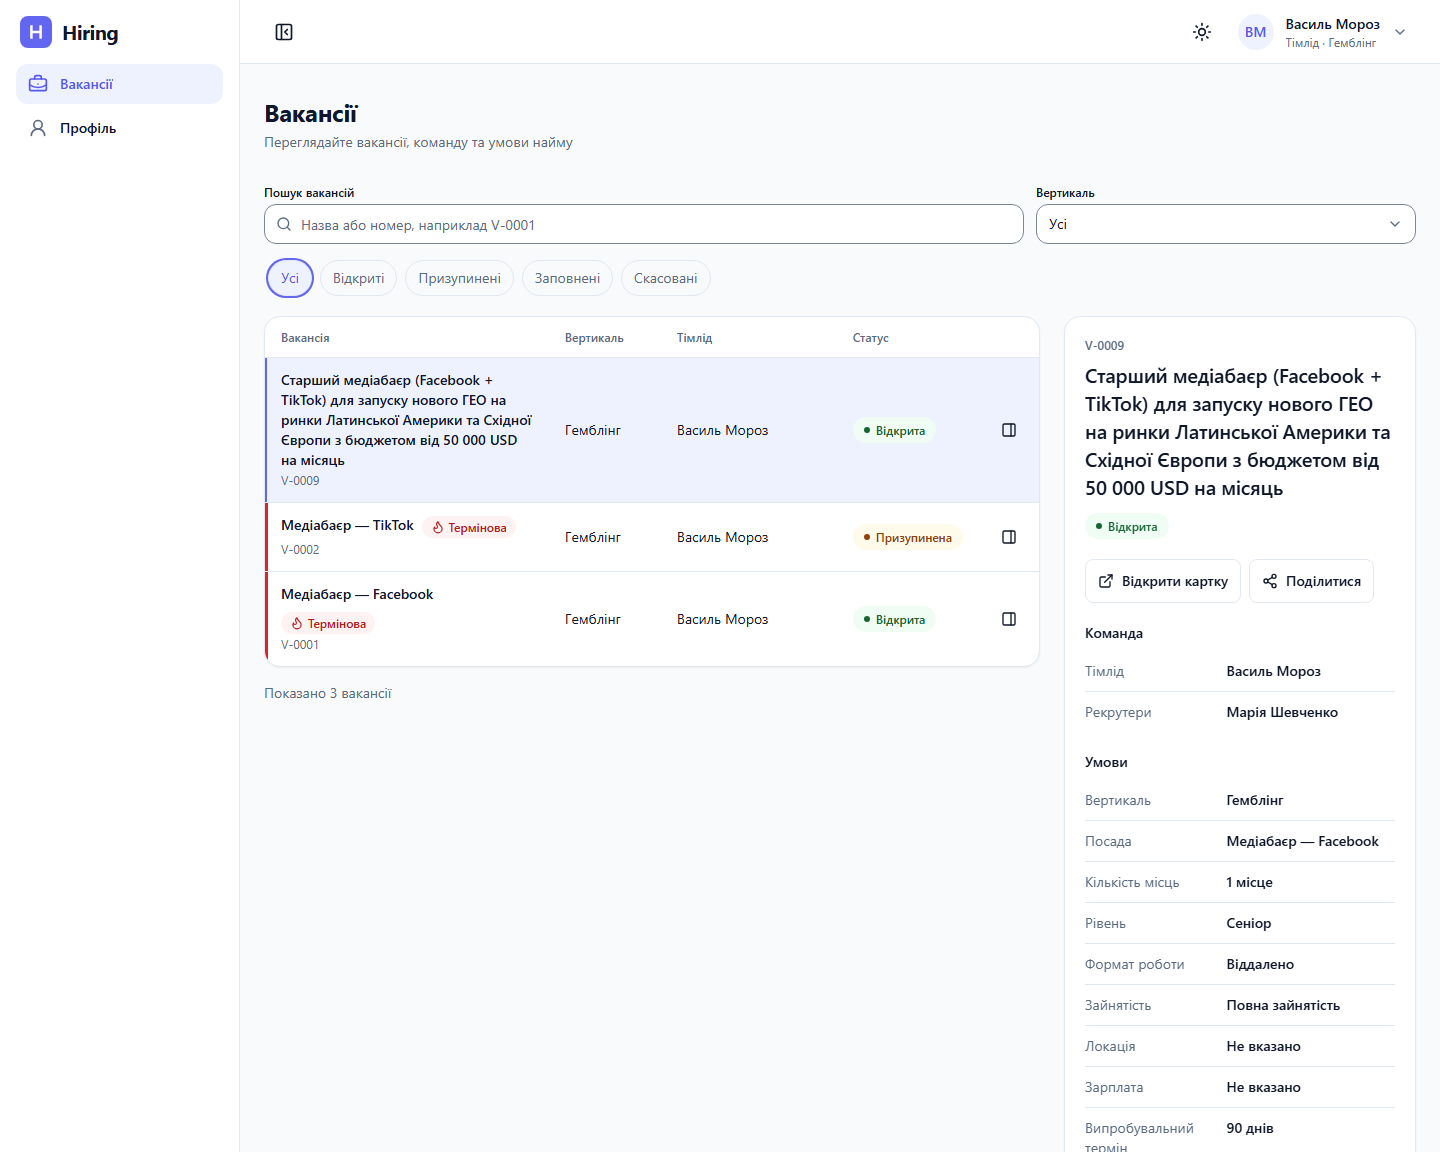 H Hiring
Вакансії
Профіль
ВМ
Василь Мороз
Тімлід · Гемблінг
Вакансії
Переглядайте вакансії, команду та умови найму
Пошук вакансій
Назва або номер, наприклад V-0001
Вертикаль
Усі
Усі Відкриті Призупинені Заповнені Скасовані
Вакансія Вертикаль Тімлід Статус
Старший медіабаєр (Facebook +
TikTok) для запуску нового ГЕО на
ринки Латинської Америки та Східної
Європи з бюджетом від 50 000 USD
на місяць
V-0009
Гемблінг Василь Мороз Відкрита
Медіабаєр — TikTok Термінова
V-0002
Гемблінг Василь Мороз Призупинена
Медіабаєр — Facebook
Термінова
V-0001
Гемблінг Василь Мороз Відкрита
Показано 3 вакансії
V-0009
Старший медіабаєр (Facebook +
TikTok) для запуску нового ГЕО
на ринки Латинської Америки та
Східної Європи з бюджетом від
50 000 USD на місяць
Відкрита
Відкрити картку Поділитися
Команда
Тімлід Василь Мороз
Рекрутери Марія Шевченко
Умови
Вертикаль Гемблінг
Посада Медіабаєр — Facebook
Кількість місць 1 місце
Рівень Сеніор
Формат роботи Віддалено
Зайнятість Повна зайнятість
Локація Не вказано
Зарплата Не вказано
Випробувальний 90 днів
термін